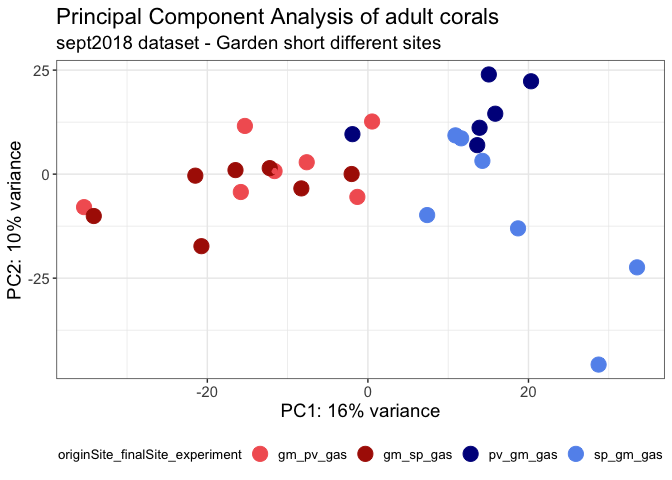 Principal Component Analysis of adult corals
sept2018 dataset - Garden short different sites
PC2: 10% variance
25
0
-25
-20
0
20
PC1: 16% variance
originSite_finalSite_experiment gm_pv_gas gm_sp_gas pv_gm_gas sp_gm_gas